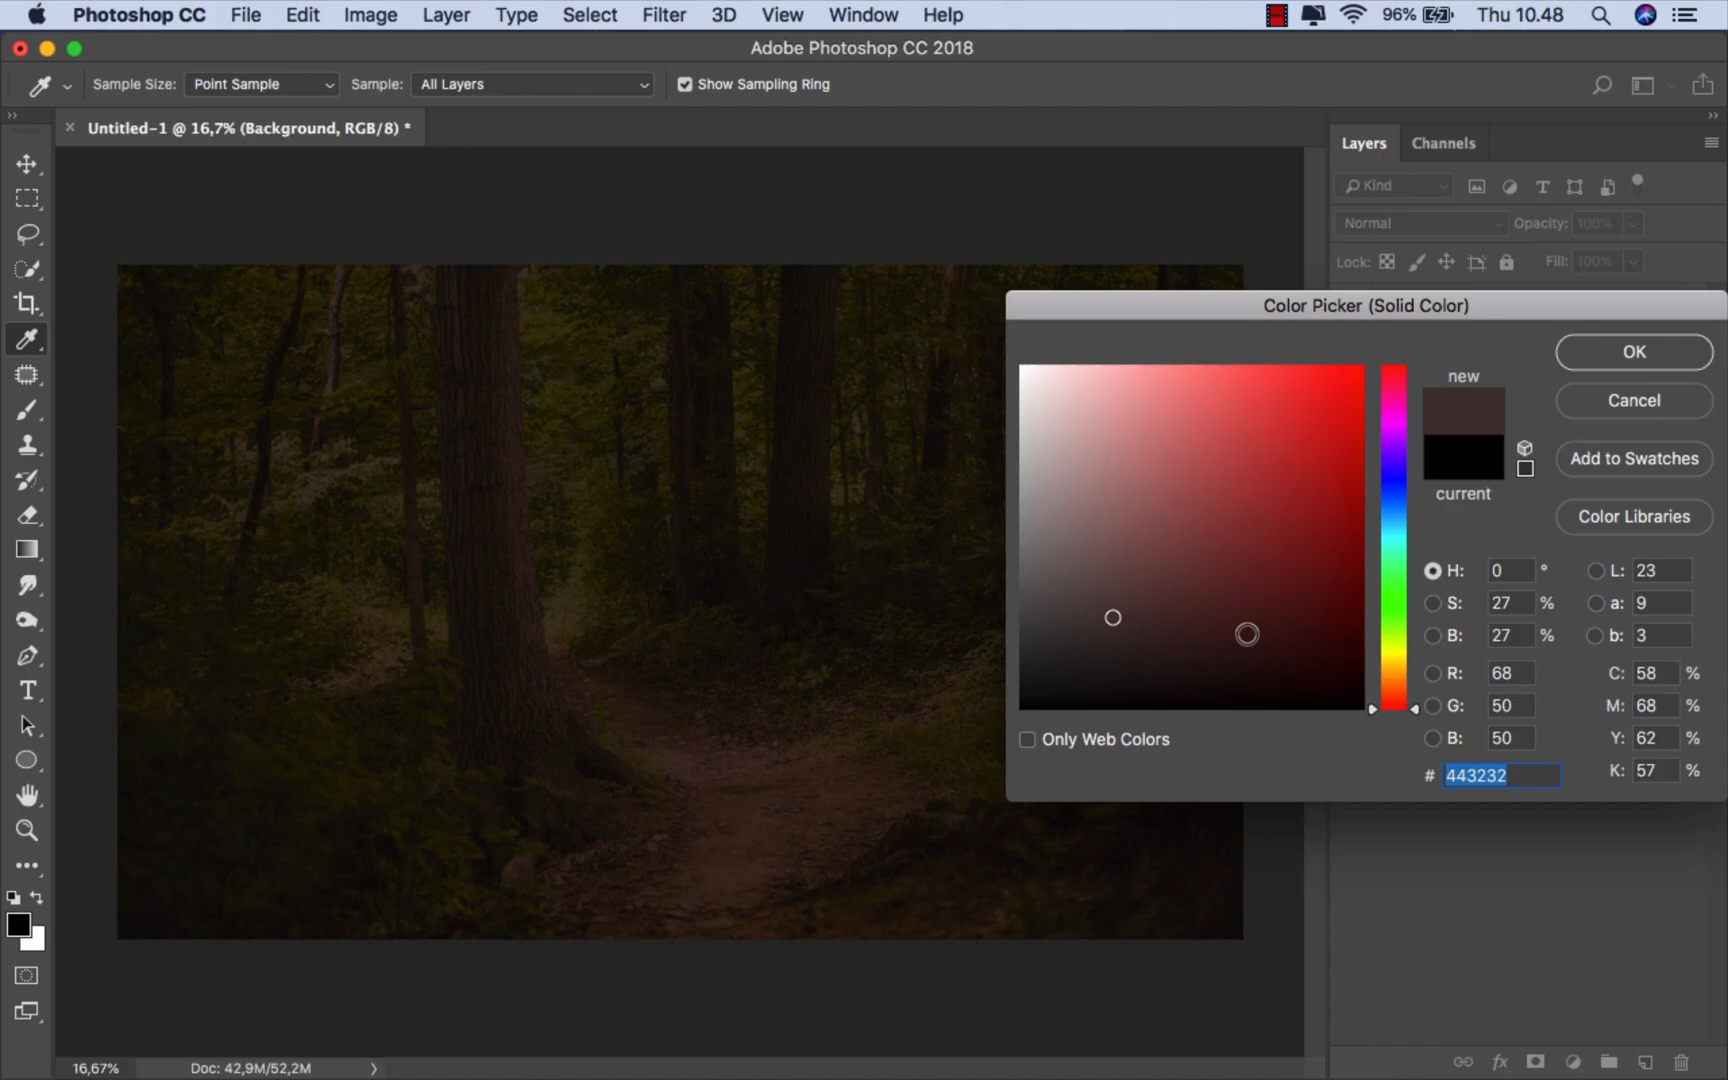 Photoshop CC File Edit Image Layer Type Select Filter 3D View Window Help 96% Thu 10.48
Adobe Photoshop CC 2018
Sample Size: Point Sample Sample: All Layers Show Sampling Ring
Untitled-1 @ 16,7% (Background, RGB/8) *
Layers Channels
Kind
Normal Opacity: 100%
Lock: Fill: 100%
Color Picker (Solid Color)
new
current
OK
Cancel
Add to Swatches
Color Libraries
H: 0 ° L: 23
S: 27 % a: 9
B: 27 % b: 3
R: 68 C: 58 %
G: 50 M: 68 %
B: 50 Y: 62 %
# 443232 K: 57 %
Only Web Colors
16,67% Doc: 42,9M/52,2M